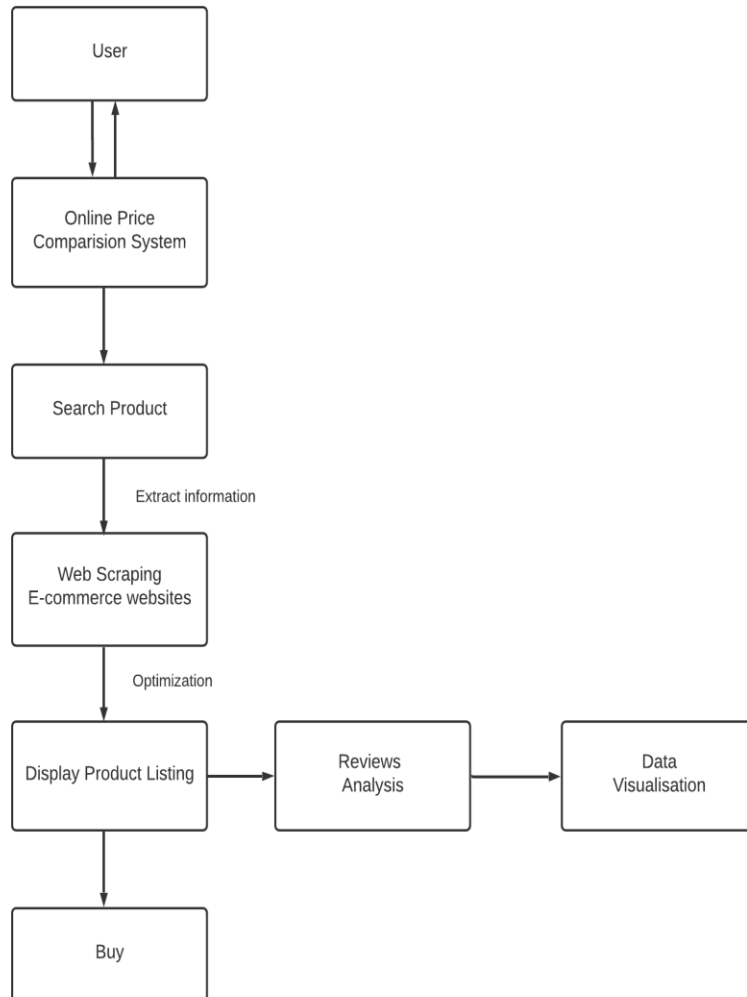 User
Online Price
Comparision System
Search Product
Extract information
Web Scraping
E-commerce websites
Optimization
Display Product Listing
Reviews
Analysis
Data
Visualisation
Buy